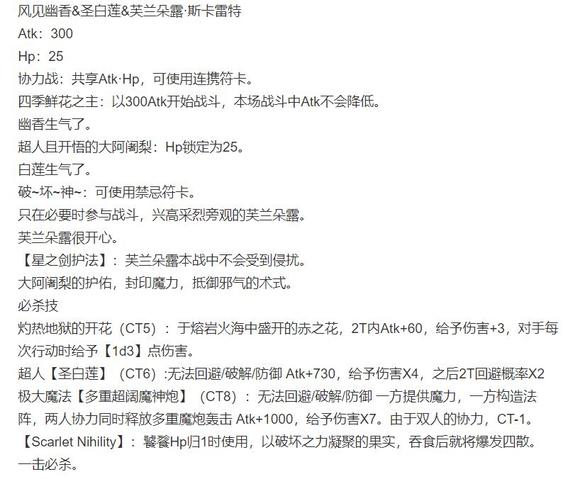 风见幽香&圣白莲&芙兰朵露·斯卡雷特
Atk：300
Hp：25
协力战：共享Atk·Hp，可使用连携符卡。
四季鲜花之主：以300Atk开始战斗，本场战斗中Atk不会降低。
幽香生气了。
超人且开悟的大阿阇梨：Hp锁定为25。
白莲生气了。
破~坏~神~：可使用禁忌符卡。
只在必要时参与战斗，兴高采烈旁观的芙兰朵露。
芙兰朵露很开心。
【星之剑护法】：芙兰朵露本战中不会受到侵扰。
大阿阇梨的护佑，封印魔力，抵御邪气的术式。
必杀技
灼热地狱的开花（CT5）：于熔岩火海中盛开的赤之花，2T内Atk+60，给予伤害+3，对手每
次行动时给予【1d3】点伤害。
超人【圣白莲】（CT6）:无法回避/破解/防御 Atk+730，给予伤害X4，之后2T回避概率X2
极大魔法【多重超阔魔神炮】（CT8）：无法回避/破解/防御 一方提供魔力，一方构造法
阵，两人协力同时释放多重魔炮轰击 Atk+1000，给予伤害X7。由于双人的协力，CT-1。
【Scarlet Nihility】：饕餮Hp归1时使用，以破坏之力凝聚的果实，吞食后就将爆发四散。
一击必杀。